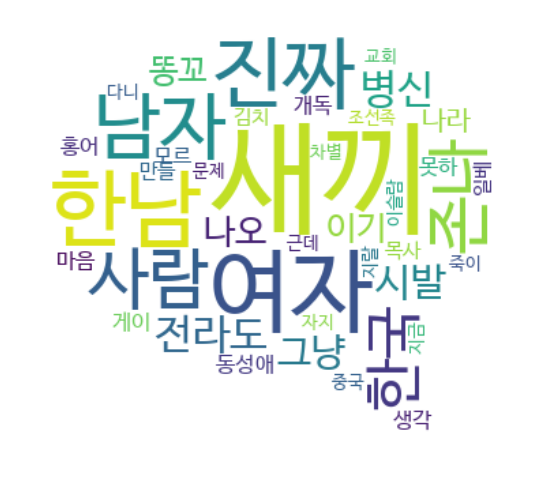 교회
진짜
똥꼬
병신
다니
개독
남자
김치
조선족
나라
홍어
모르
새끼
차별
존나
만들
문제
못하
일베
한남
이슬람
나오
이기
근데
목사
마음
사람
여자
지랄
시발
죽이
게이
전라도
자지
한국
지금
그냥
동성애
중국
생각